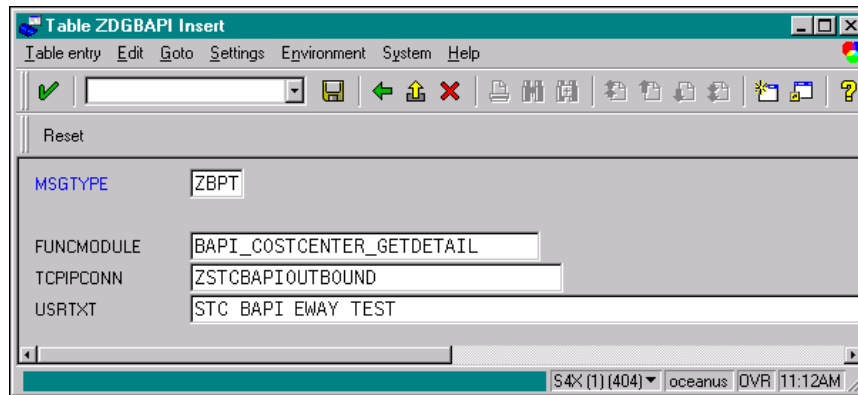 Table ZDGBAPI Insert
Table entry Edit Goto Settings Environment System Help
Reset
MSGTYPE ZBPT
FUNCMODULE BAPI_COSTCENTER_GETDETAIL
TCPIPCONN ZSTCBAPIOUTBOUND
USRTXT STC BAPI EWAY TEST
S4X (1) (404) oceanus OVR 11:12AM